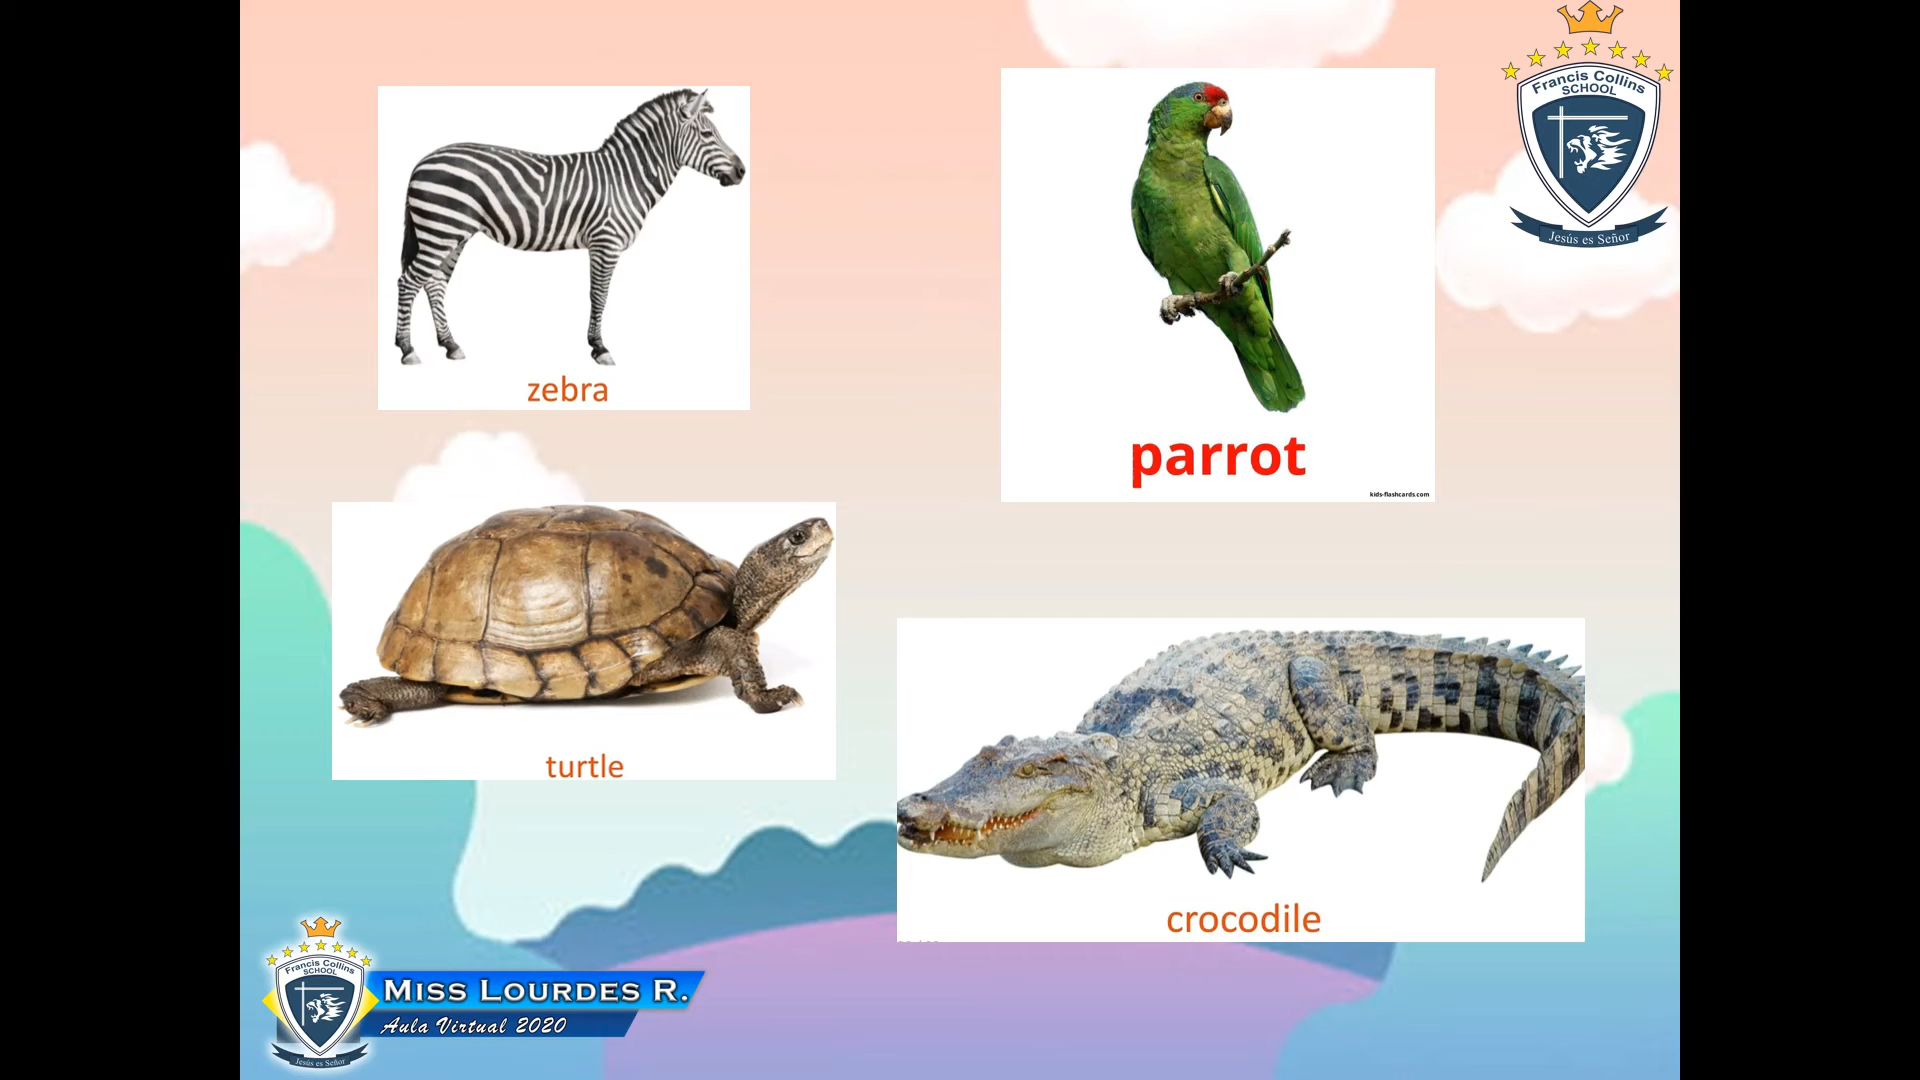 Francis Collins
SCHOOL
Jesús es Señor
zebra
parrot
kids-flashcards.com
turtle
crocodile
Francis Collins
SCHOOL
Jesús es Señor
MISS LOURDES R.
Aula Virtual 2020